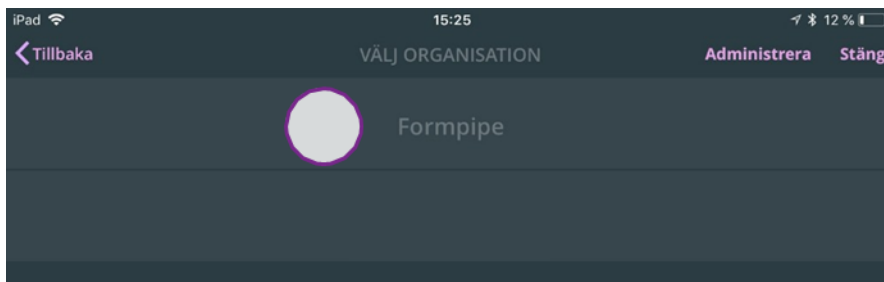 iPad 15:25 12 %
Tillbaka VÄLJ ORGANISATION Administrera Stäng
Formpipe